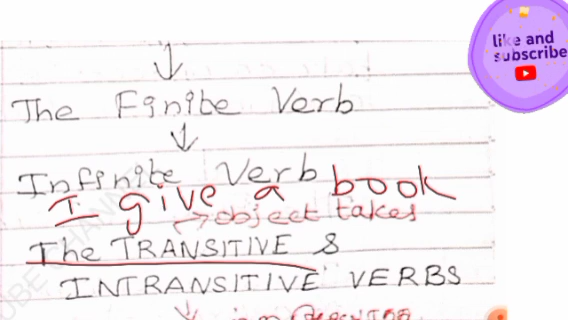 like and
subscribe
The Finite Verb
Infinite Verb
I give a book
object takes
The TRANSITIVE &
INTRANSITIVE VERBS